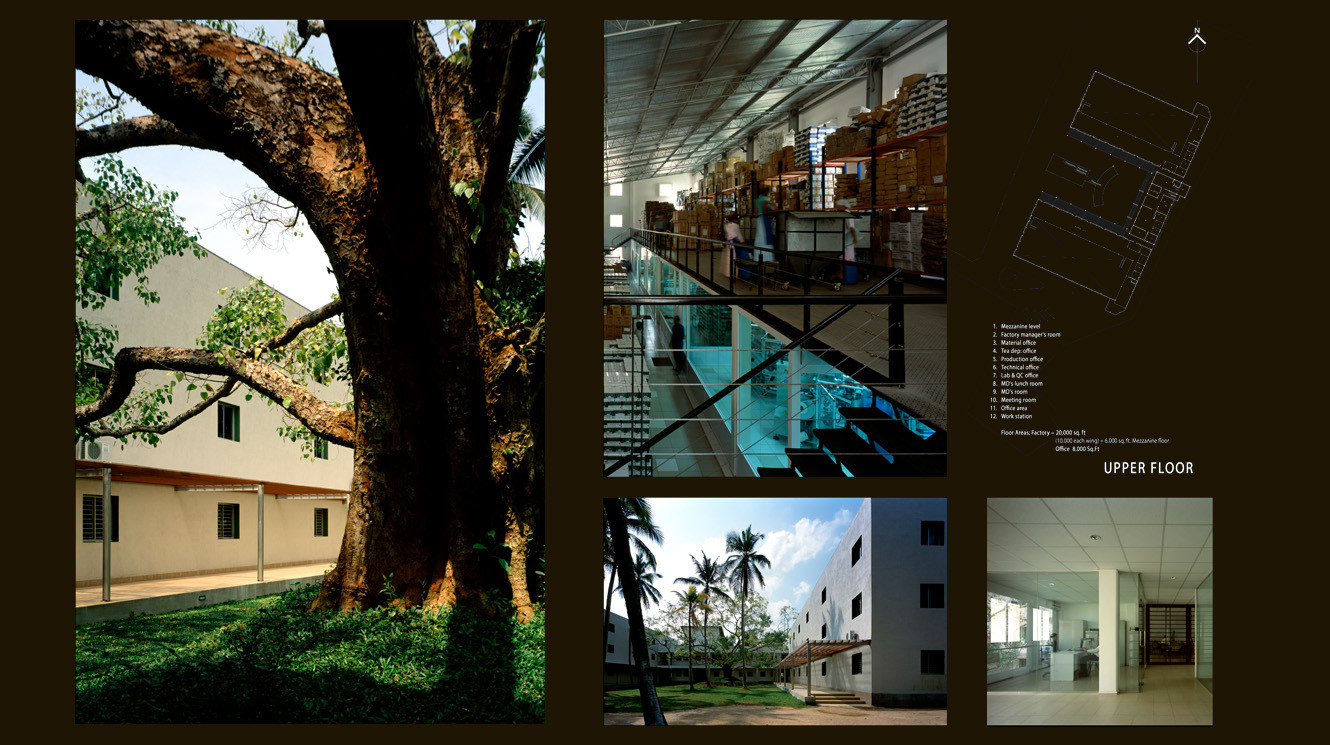 N
1. Mezzanine level
2. Factory manager's room
3. Material office
4. Tea dep: office
5. Production office
6. Technical office
7. Lab & QC office
8. MD's lunch room
9. MD's room
10. Meeting room
11. Office area
12. Work station
Floor Areas; Factory = 20,000 sq. ft
(10,000 each wing) + 6,000 sq. ft. Mezzanine floor
Office 8,000 Sq.Ft
UPPER FLOOR